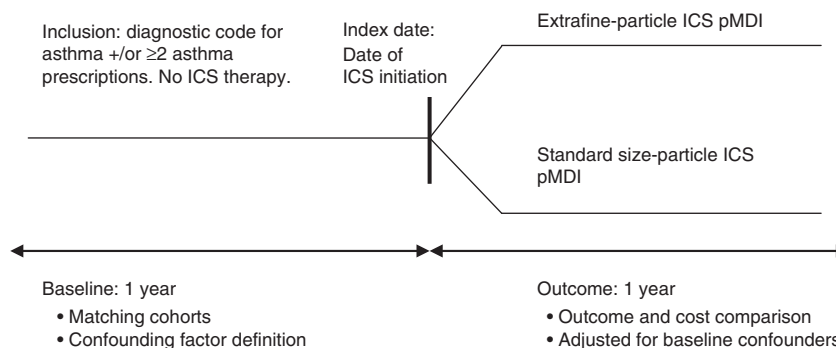 Inclusion: diagnostic code for
asthma +/or ≥2 asthma
prescriptions. No ICS therapy.
Index date:
Date of
ICS initiation
Extrafine-particle ICS pMDI
Standard size-particle ICS
pMDI
Baseline: 1 year
• Matching cohorts
• Confounding factor definition
Outcome: 1 year
• Outcome and cost comparison
• Adjusted for baseline confounders